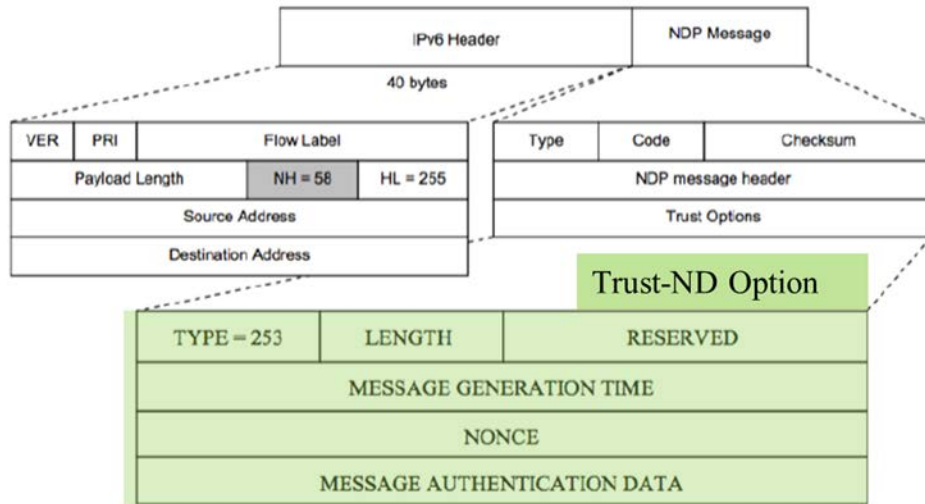 IPv6 Header
NDP Message
40 bytes
VER PRI Flow Label
Payload Length NH = 58 HL = 255
Source Address
Destination Address
Type Code Checksum
NDP message header
Trust Options
Trust-ND Option
TYPE = 253 LENGTH RESERVED
MESSAGE GENERATION TIME
NONCE
MESSAGE AUTHENTICATION DATA